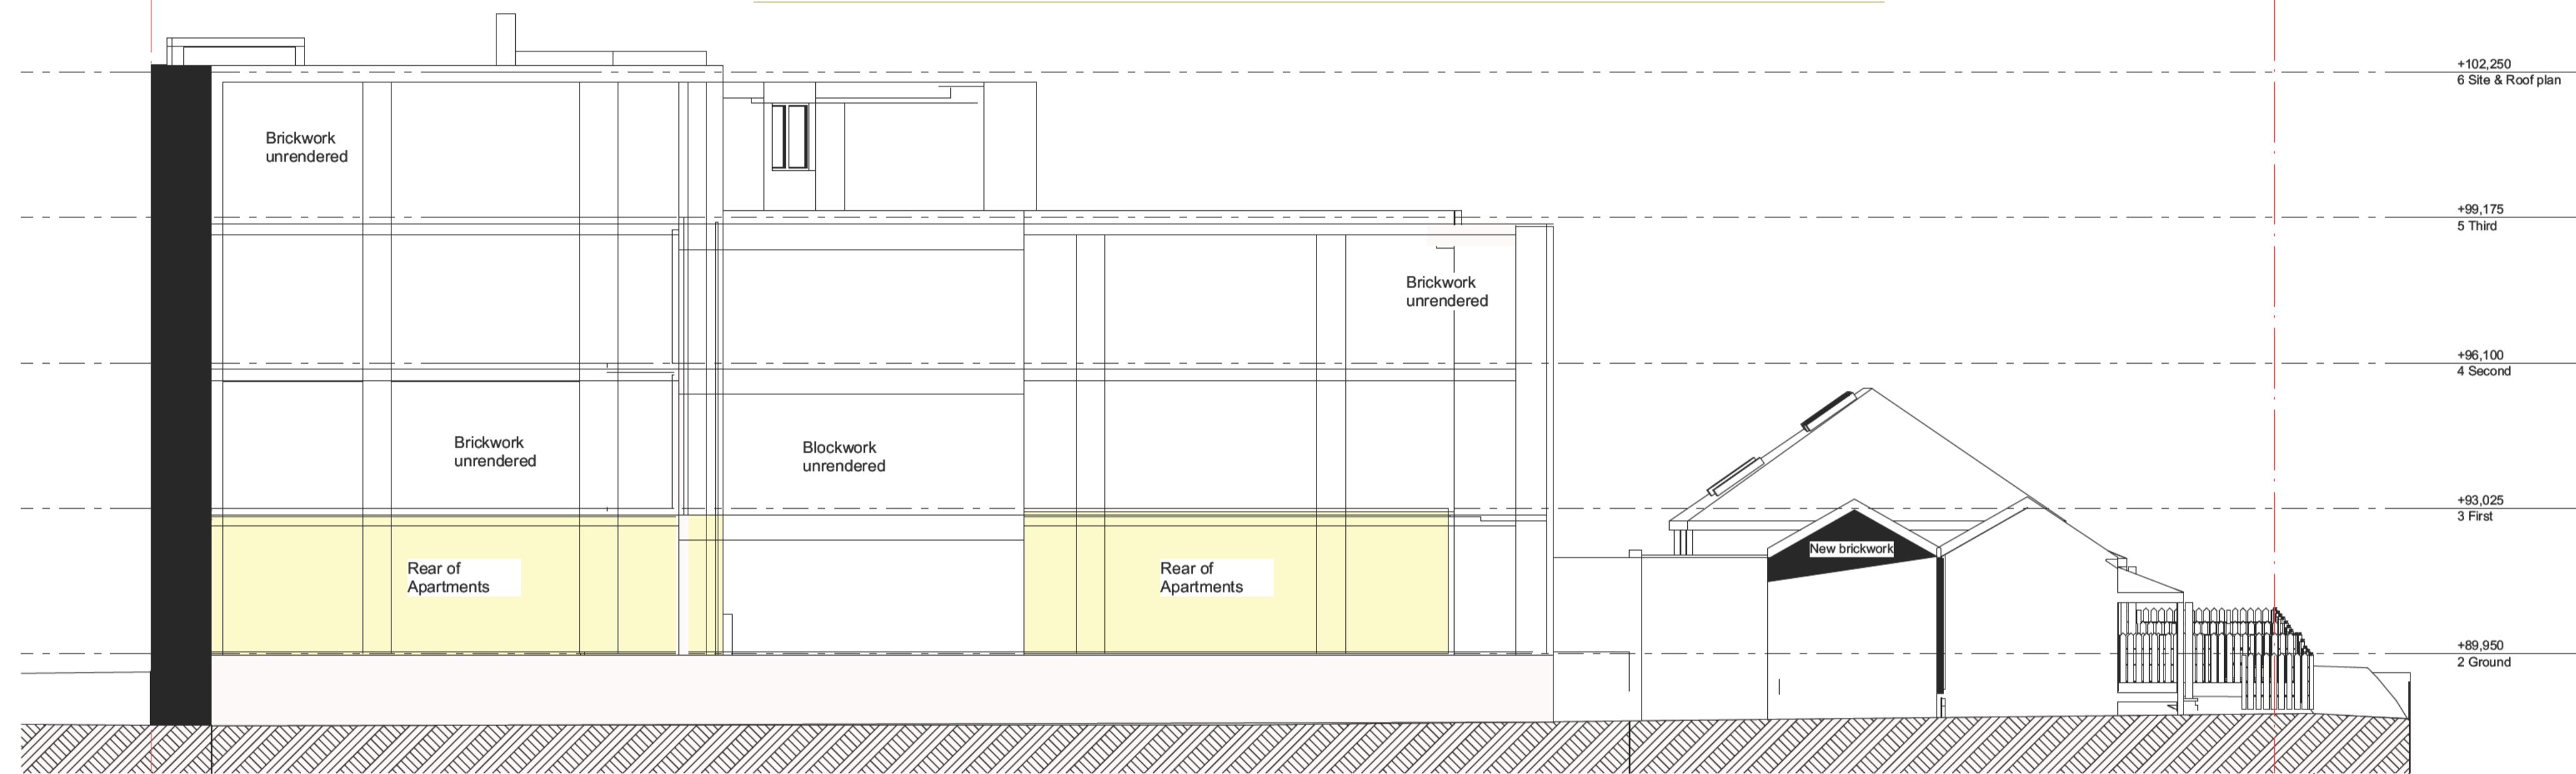 +102,250
6 Site & Roof plan
Brickwork
unrendered
+99,175
5 Third
Brickwork
unrendered
+96,100
4 Second
Brickwork
unrendered
Blockwork
unrendered
+93,025
3 First
New brickwork
Rear of
Apartments
Rear of
Apartments
+89,950
2 Ground